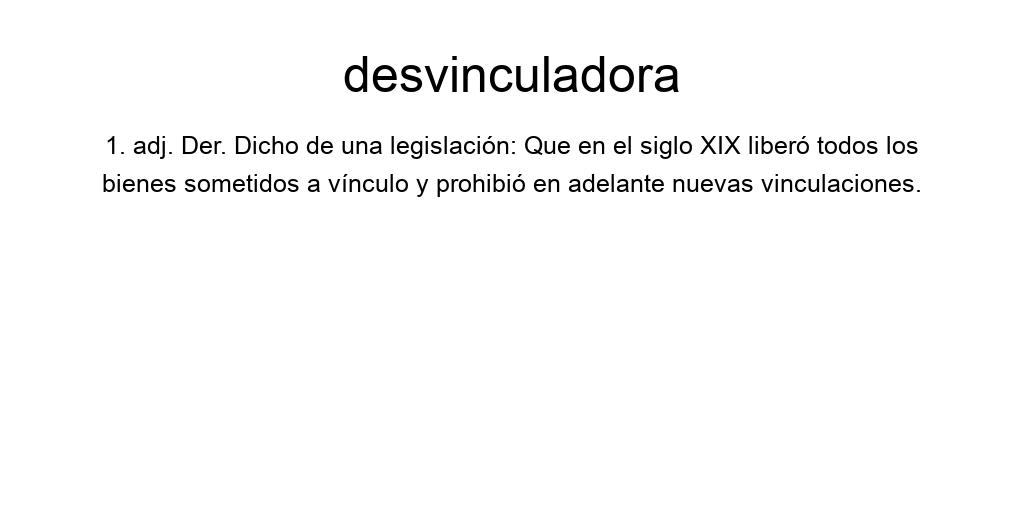 desvinculadora
1. adj. Der. Dicho de una legislación: Que en el siglo XIX liberó todos los
bienes sometidos a vínculo y prohibió en adelante nuevas vinculaciones.